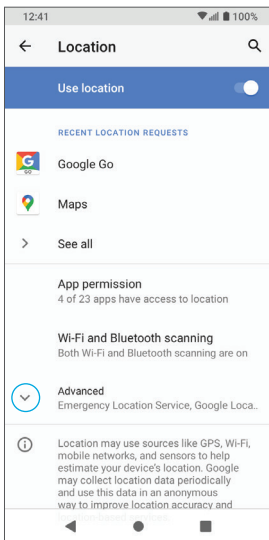 12:41
100%
Location
Use location
RECENT LOCATION REQUESTS
G
GO
Google Go
Maps
See all
App permission
4 of 23 apps have access to location
Wi-Fi and Bluetooth scanning
Both Wi-Fi and Bluetooth scanning are on
Advanced
Emergency Location Service, Google Loca..
Location may use sources like GPS, Wi-Fi,
mobile networks, and sensors to help
estimate your device's location. Google
may collect location data periodically
and use this data in an anonymous
way to improve location accuracy and